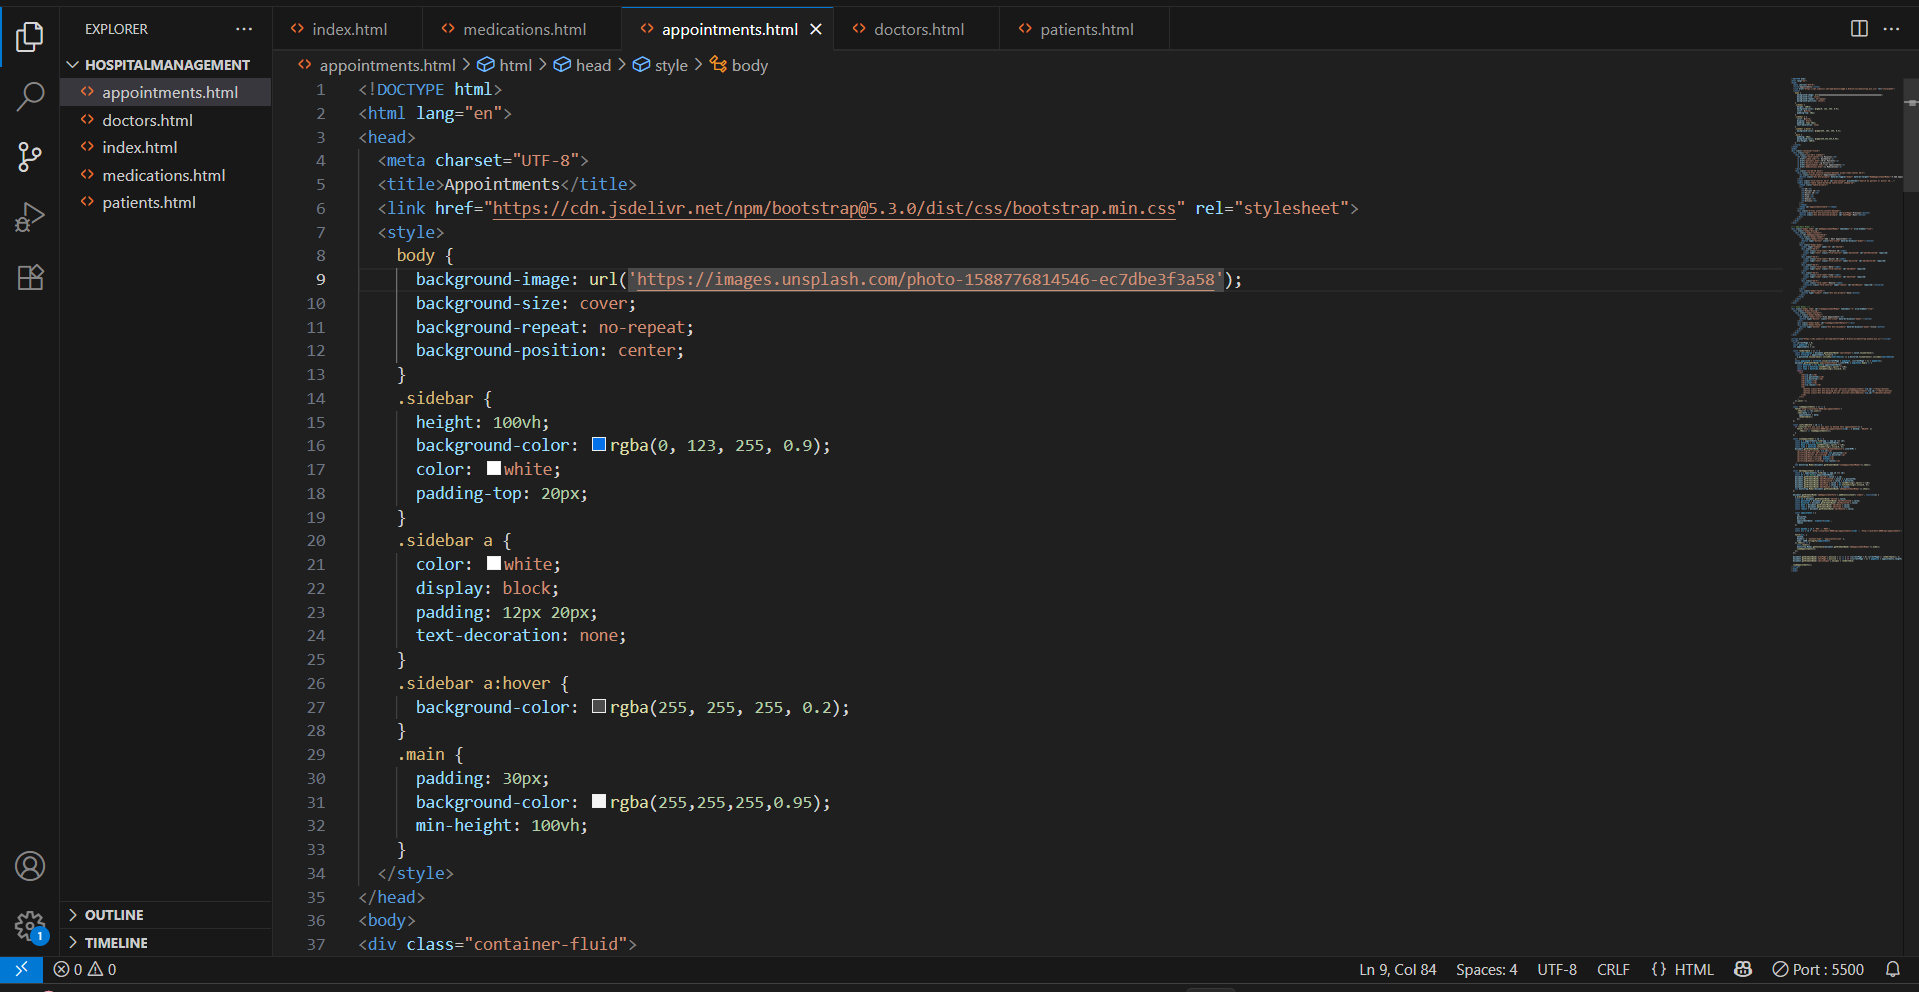 EXPLORER
HOSPITALMANAGEMENT
appointments.html
doctors.html
index.html
medications.html
patients.html
OUTLINE
TIMELINE
index.html medications.html appointments.html doctors.html patients.html
appointments.html > html > head > style > body
1 <!DOCTYPE html>
2 <html lang="en">
3 <head>
4 <meta charset="UTF-8">
5 <title>Appointments</title>
6 <link href="https://cdn.jsdelivr.net/npm/bootstrap@5.3.0/dist/css/bootstrap.min.css" rel="stylesheet">
7 <style>
8 body {
9 background-image: url('https://images.unsplash.com/photo-1588776814546-ec7dbe3f3a58');
10 background-size: cover;
11 background-repeat: no-repeat;
12 background-position: center;
13 }
14 .sidebar {
15 height: 100vh;
16 background-color: rgba(0, 123, 255, 0.9);
17 color: white;
18 padding-top: 20px;
19 }
20 .sidebar a {
21 color: white;
22 display: block;
23 padding: 12px 20px;
24 text-decoration: none;
25 }
26 .sidebar a:hover {
27 background-color: rgba(255, 255, 255, 0.2);
28 }
29 .main {
30 padding: 30px;
31 background-color: rgba(255,255,255,0.95);
32 min-height: 100vh;
33 }
34 </style>
35 </head>
36 <body>
37 <div class="container-fluid">
1
0 0 Ln 9, Col 84 Spaces: 4 UTF-8 CRLF {} HTML Port : 5500